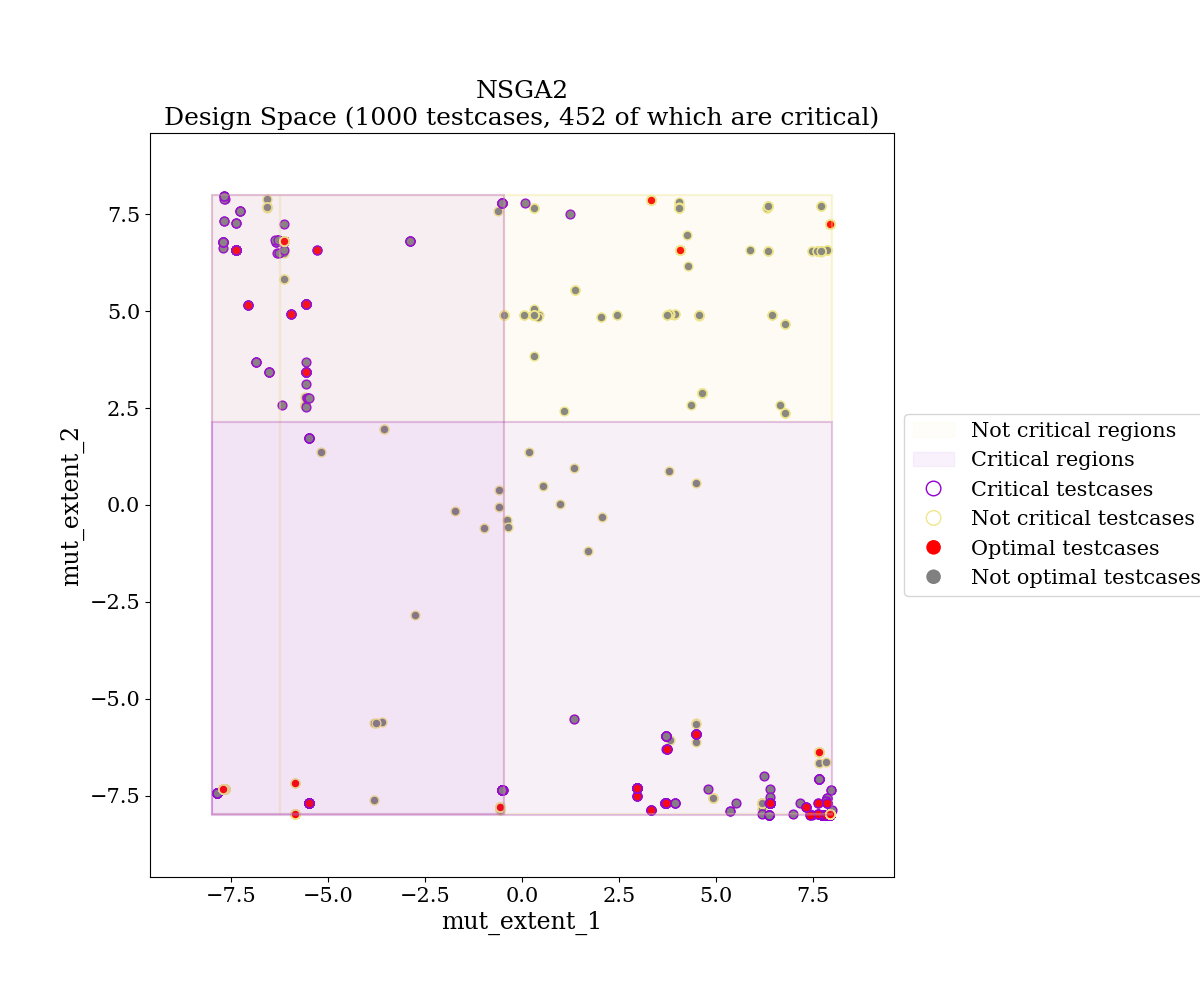 NSGA2
Design Space (1000 testcases, 452 of which are critical)
7.5
5.0
2.5
0.0
−2.5
−5.0
−7.5
mut_extent_2
−7.5
−5.0
−2.5
0.0
2.5
5.0
7.5
mut_extent_1
Not critical regions
Critical regions
Critical testcases
Not critical testcases
Optimal testcases
Not optimal testcases